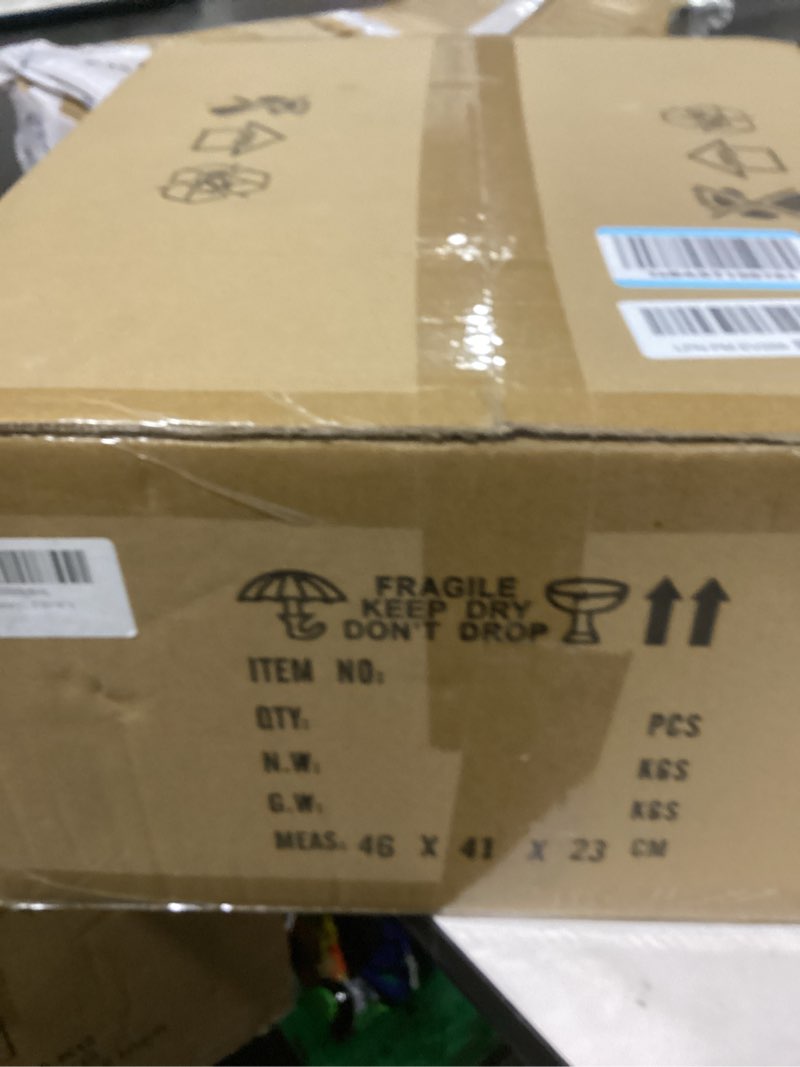 FRAGILE
KEEP DRY
DON'T DROP
ITEM NO:
QTY: PCS
N.W: KGS
G.W: KGS
MEAS: 46 X 41 X 23 CM